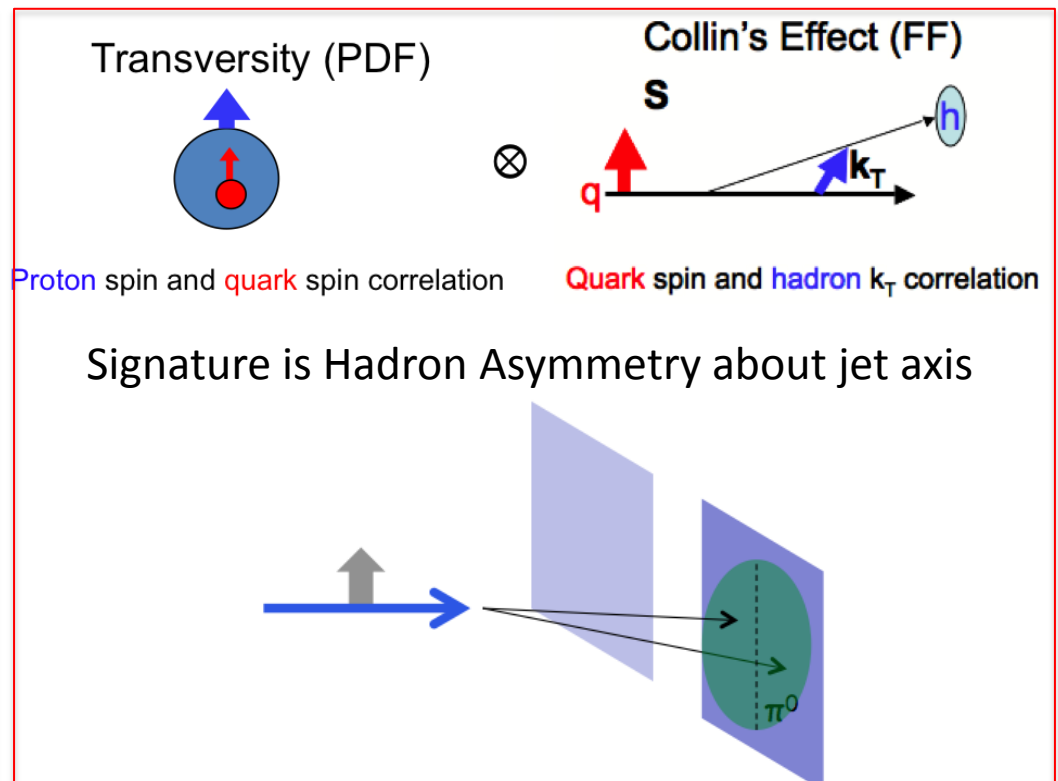 Transversity (PDF)
Collin's Effect (FF)
S
h
⊗
k_T
q
Proton spin and quark spin correlation
Quark spin and hadron k_T correlation
Signature is Hadron Asymmetry about jet axis
π⁰